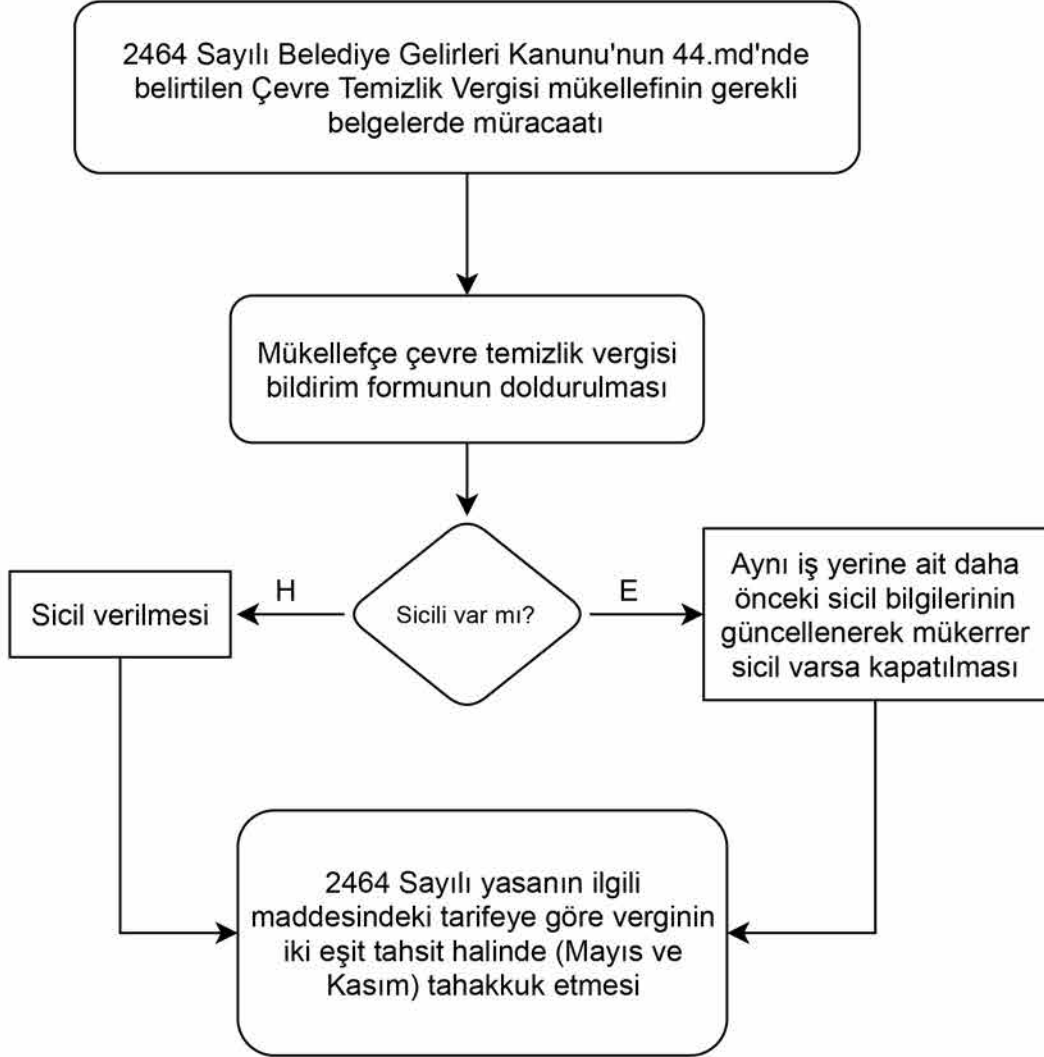 2464 Sayılı Belediye Gelirleri Kanunu'nun 44.md'nde
belirtilen Çevre Temizlik Vergisi mükellefinin gerekli
belgelerde müracaatı
Mükellefçe çevre temizlik vergisi
bildirim formunun doldurulması
Sicili var mı?
H
E
Sicil verilmesi
Aynı iş yerine ait daha
önceki sicil bilgilerinin
güncellenerek mükerrer
sicil varsa kapatılması
2464 Sayılı yasanın ilgili
maddesindeki tarifeye göre verginin
iki eşit tahsit halinde (Mayıs ve
Kasım) tahakkuk etmesi